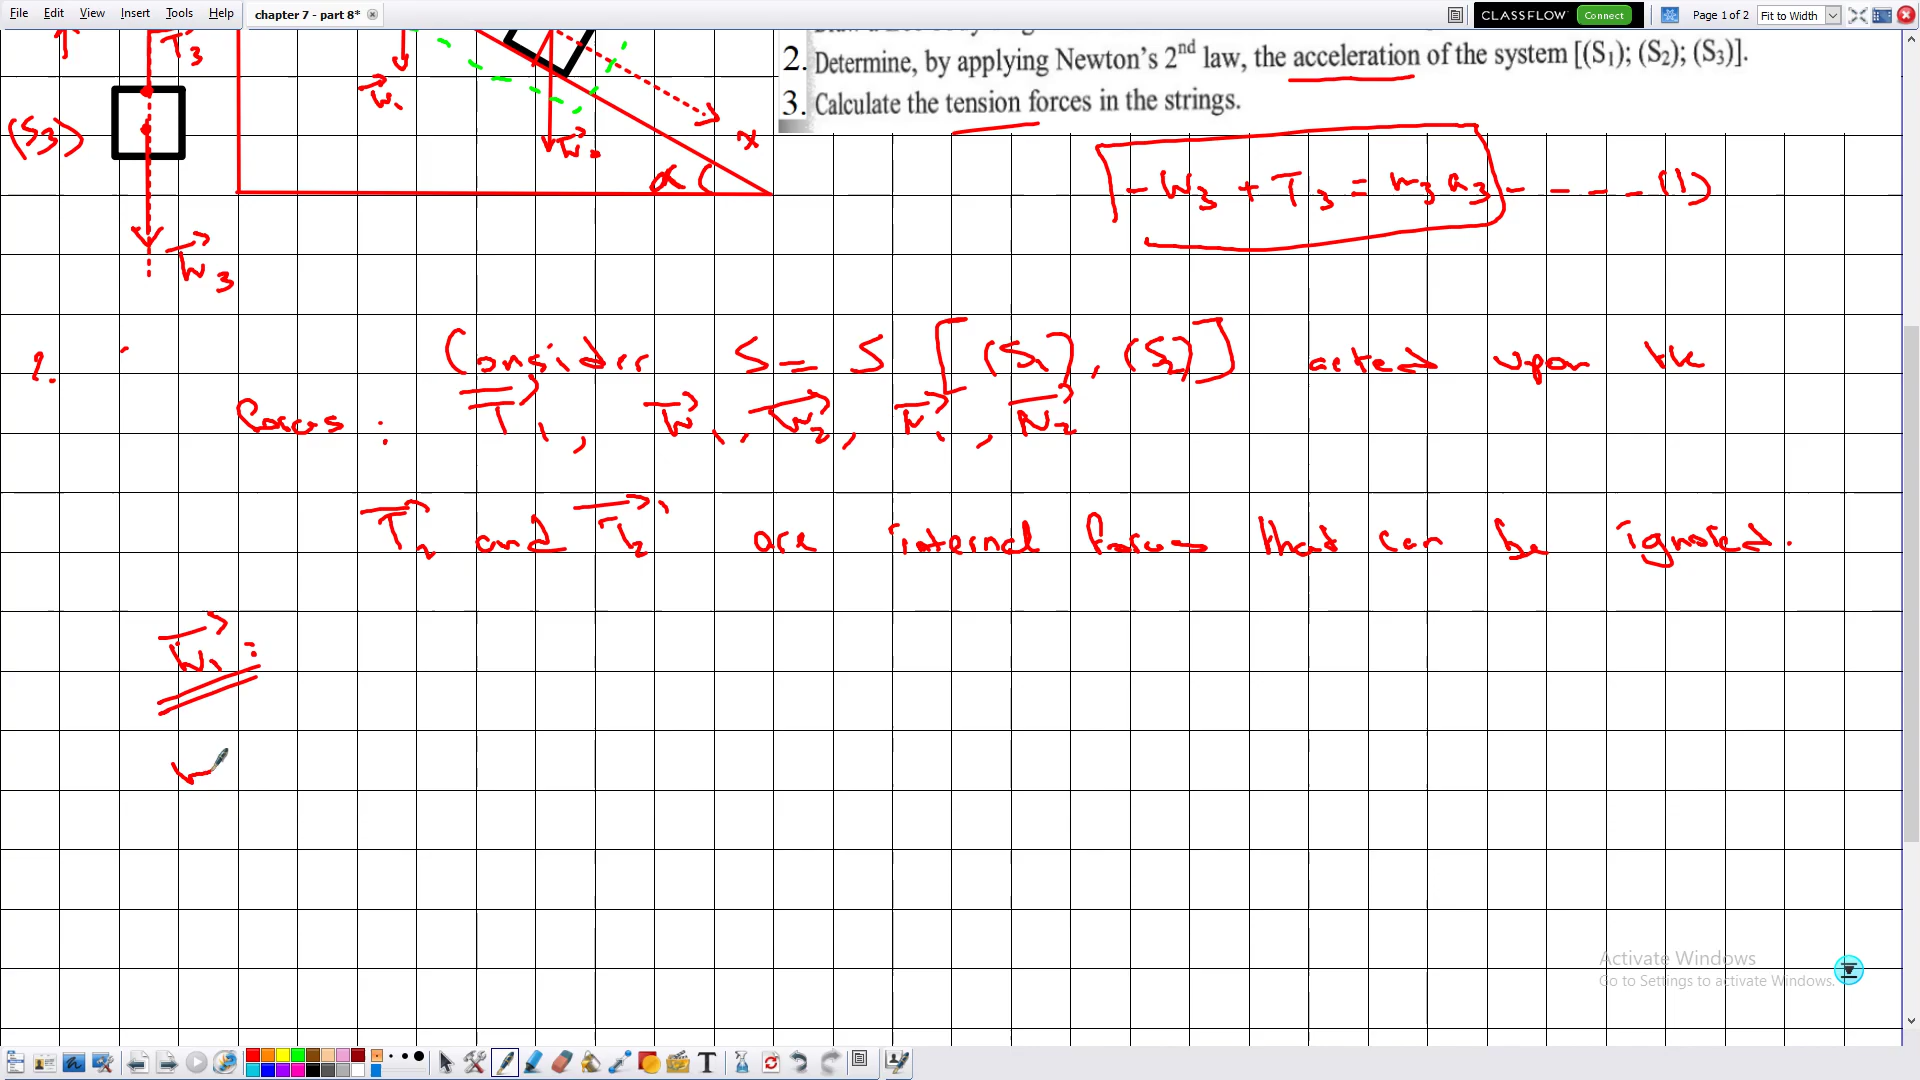 File Edit View Insert Tools Help chapter 7 - part 8* CLASSFLOW Connect Page 1 of 2 Fit to Width
2. Determine, by applying Newton's 2nd law, the acceleration of the system [(S1); (S2); (S3)].
3. Calculate the tension forces in the strings.
T3
W1
(S3)
W2
x
α
- W3 + T3 = m3 a3 - - - - (1)
W3
2. Consider S = S [(S1), (S2)] acted upon the
forces : T1, W1, W2, N1, N2
T2 and T2' are internal forces that can be ignored.
W1 :
Activate Windows
Go to Settings to activate Windows.
T